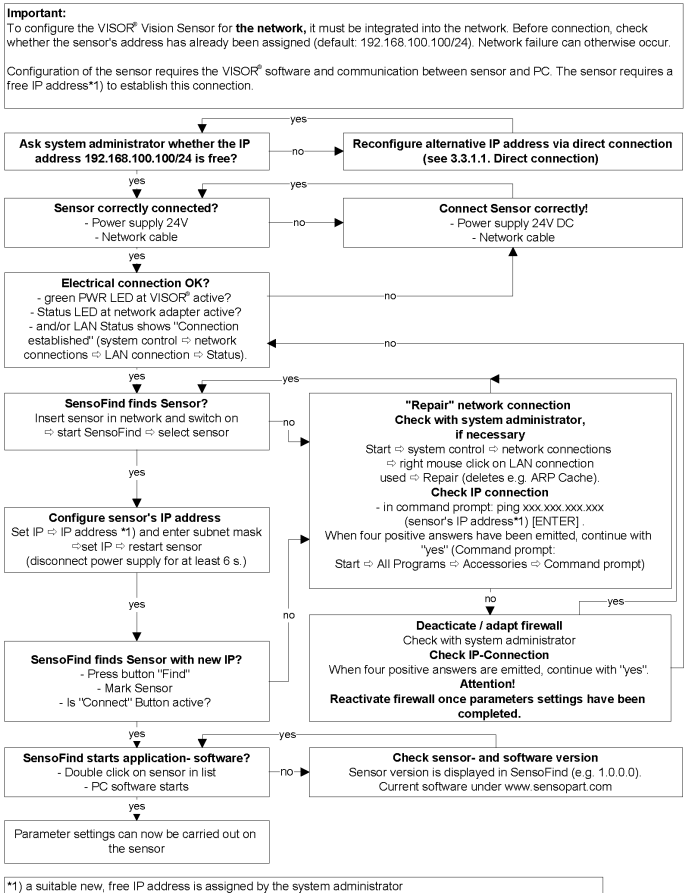 Important:
To configure the VISOR® Vision Sensor for the network, it must be integrated into the network. Before connection, check
whether the sensor's address has already been assigned (default: 192.168.100.100/24). Network failure can otherwise occur.
Configuration of the sensor requires the VISOR® software and communication between sensor and PC. The sensor requires a
free IP address*1) to establish this connection.
yes
Ask system administrator whether the IP
address 192.168.100.100/24 is free?
no
Reconfigure alternative IP address via direct connection
(see 3.3.1.1. Direct connection)
yes
yes
Sensor correctly connected?
- Power supply 24V
- Network cable
no
Connect Sensor correctly!
- Power supply 24V DC
- Network cable
yes
Electrical connection OK?
- green PWR LED at VISOR® active?
- Status LED at network adapter active?
- and/or LAN Status shows "Connection
established" (system control ⇨ network
connections ⇨ LAN connection ⇨ Status).
no
no
yes
yes
SensoFind finds Sensor?
Insert sensor in network and switch on
⇨ start SensoFind ⇨ select sensor
no
"Repair" network connection
Check with system administrator,
if necessary
Start ⇨ system control ⇨ network connections
⇨ right mouse click on LAN connection
used ⇨ Repair (deletes e.g. ARP Cache).
Check IP connection
- in command prompt: ping xxx.xxx.xxx.xxx
(sensor's IP address*1) [ENTER] .
When four positive answers have been emitted, continue with
"yes" (Command prompt:
Start ⇨ All Programs ⇨ Accessories ⇨ Command prompt)
yes
Configure sensor's IP address
Set IP ⇨ IP address *1) and enter subnet mask
⇨set IP ⇨ restart sensor
(disconnect power supply for at least 6 s.)
yes
no
no
yes
Deacticate / adapt firewall
Check with system administrator
Check IP-Connection
When four positive answers are emitted, continue with "yes".
Attention!
Reactivate firewall once parameters settings have been
completed.
SensoFind finds Sensor with new IP?
- Press button "Find"
- Mark Sensor
- Is "Connect" Button active?
yes
yes
SensoFind starts application- software?
- Double click on sensor in list
- PC software starts
no
Check sensor- and software version
Sensor version is displayed in SensoFind (e.g. 1.0.0.0).
Current software under www.sensopart.com
yes
Parameter settings can now be carried out on
the sensor
*1) a suitable new, free IP address is assigned by the system administrator